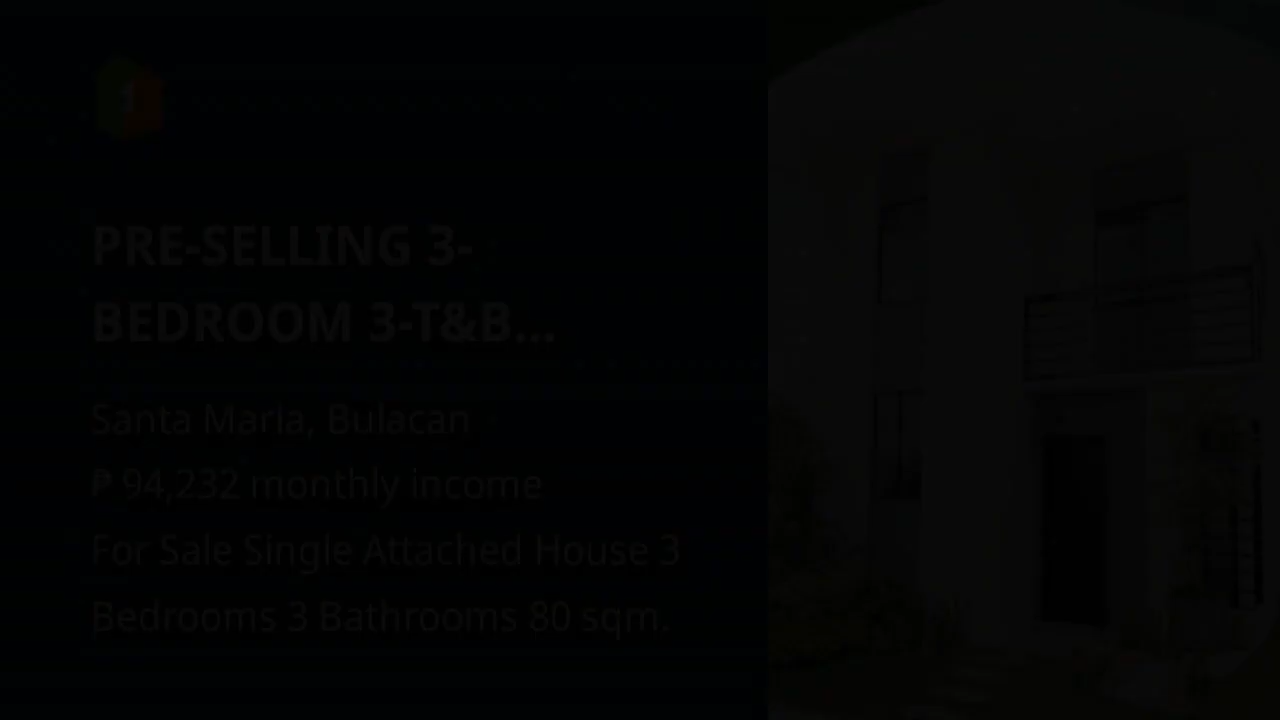 PRE-SELLING 3-
BEDROOM 3-T&B...
Santa Maria, Bulacan
₱ 94,232 monthly income
For Sale Single Attached House 3
Bedrooms 3 Bathrooms 80 sqm.